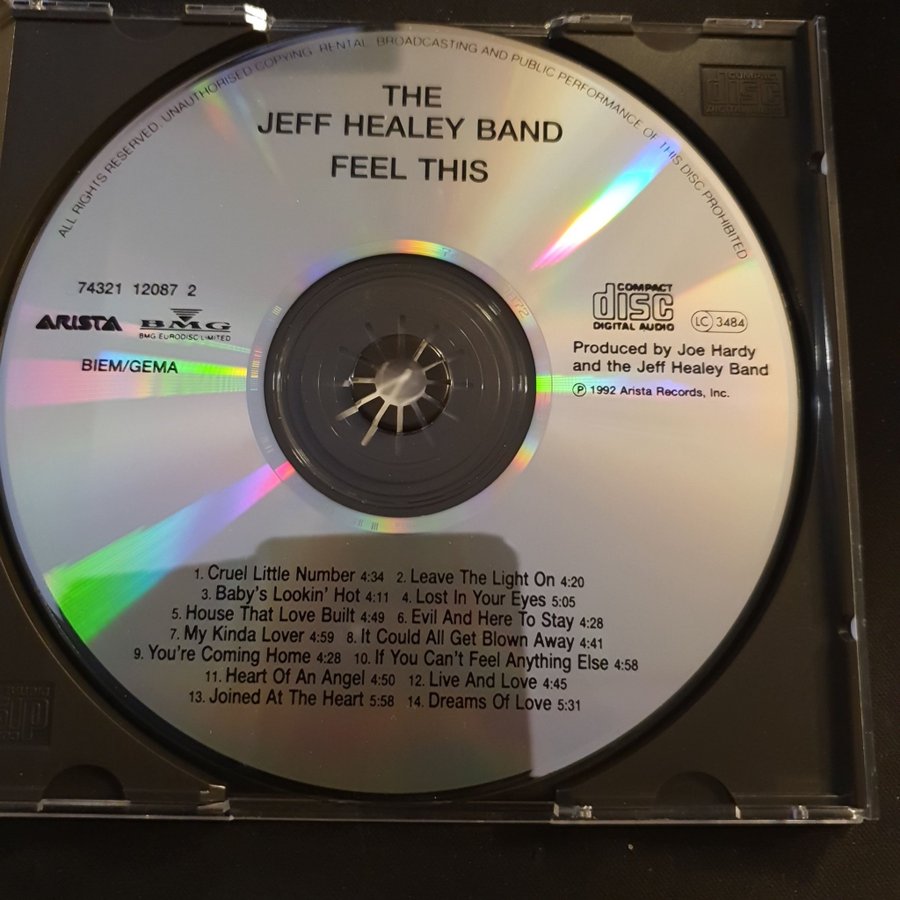 ALL RIGHTS RESERVED. UNAUTHORISED COPYING, RENTAL, BROADCASTING AND PUBLIC PERFORMANCE OF THIS DISC PROHIBITED
THE
JEFF HEALEY BAND
FEEL THIS
74321 12087 2
ARISTA BMG
BMG EURODISC LIMITED
BIEM/GEMA
COMPACT
disc
DIGITAL AUDIO
LC 3484
Produced by Joe Hardy
and the Jeff Healey Band
℗ 1992 Arista Records, Inc.
1. Cruel Little Number 4:34 2. Leave The Light On 4:20
3. Baby's Lookin' Hot 4:11 4. Lost In Your Eyes 5:05
5. House That Love Built 4:49 6. Evil And Here To Stay 4:28
7. My Kinda Lover 4:59 8. It Could All Get Blown Away 4:41
9. You're Coming Home 4:28 10. If You Can't Feel Anything Else 4:58
11. Heart Of An Angel 4:50 12. Live And Love 4:45
13. Joined At The Heart 5:58 14. Dreams Of Love 5:31
COMPACT
disc